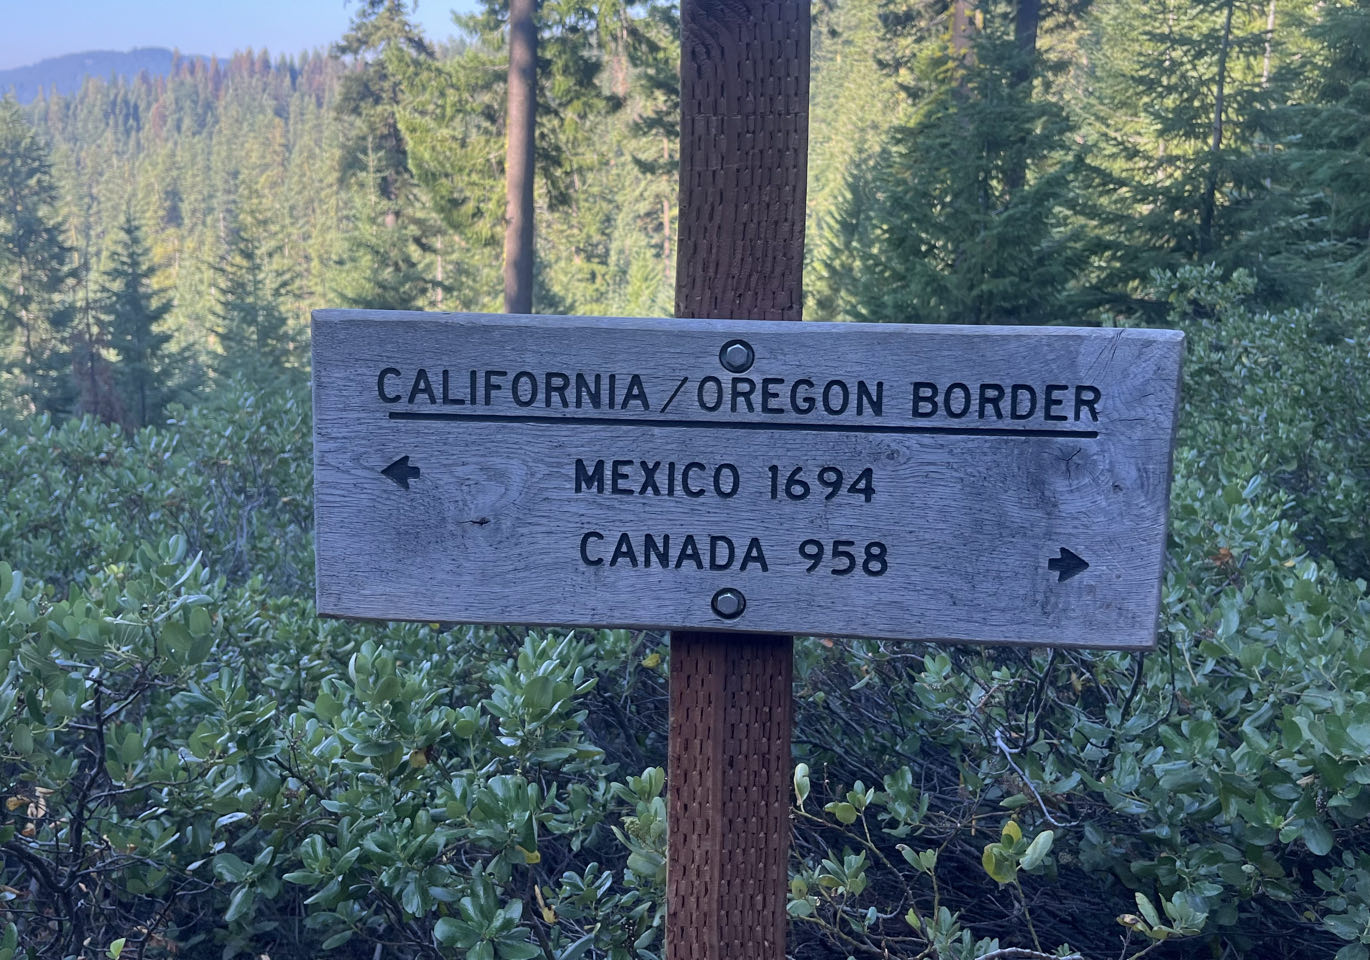 CALIFORNIA/OREGON BORDER
MEXICO 1694
CANADA 958